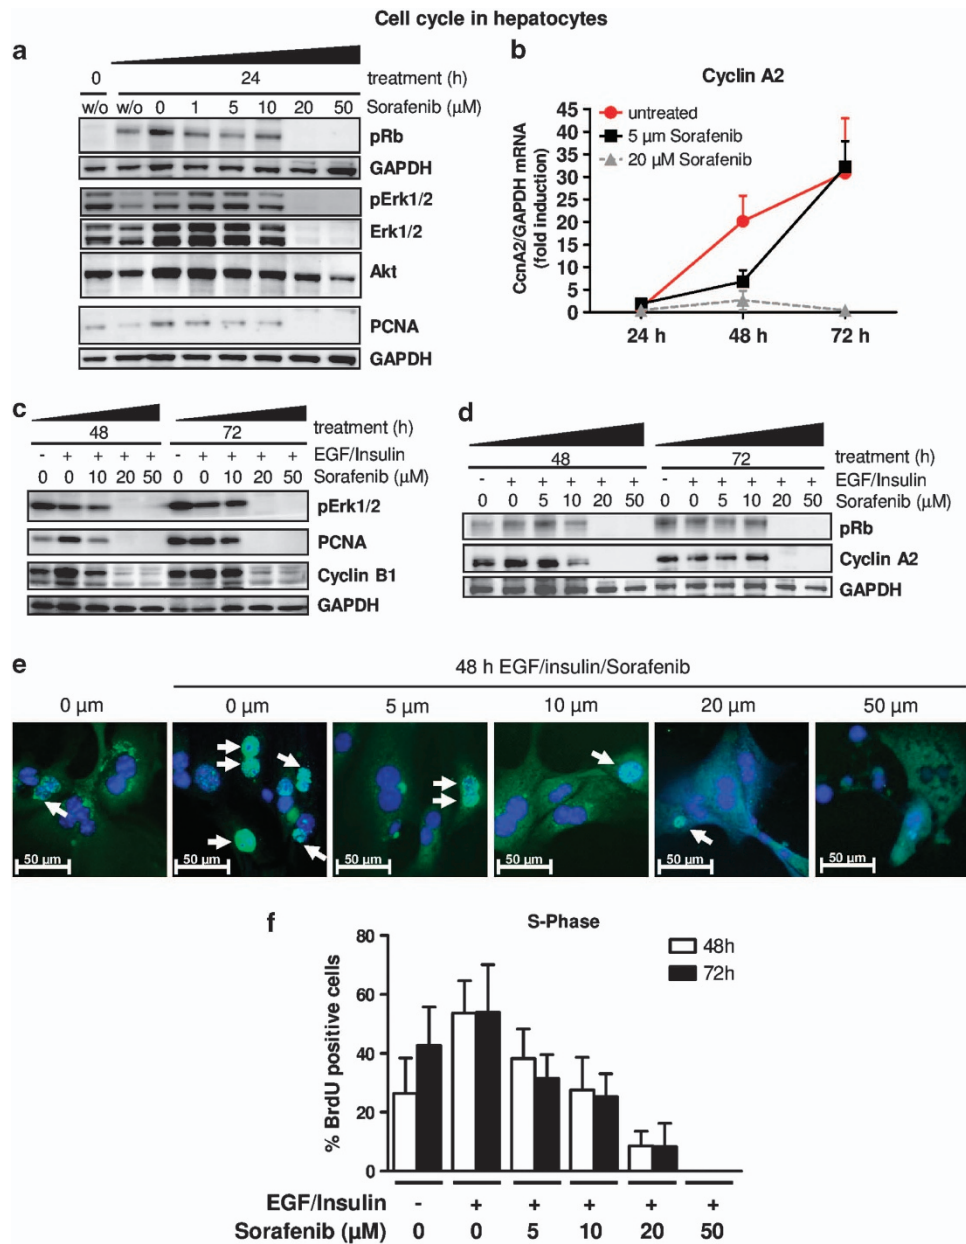 Cell cycle in hepatocytes
a
0 24 treatment (h)
w/o w/o 0 1 5 10 20 50 Sorafenib (μM)
pRb
GAPDH
pErk1/2
Erk1/2
Akt
PCNA
GAPDH
b
Cyclin A2
untreated
5 μm Sorafenib
20 μM Sorafenib
CcnA2/GAPDH mRNA
(fold induction)
45
40
35
30
25
20
15
10
5
0
24 h 48 h 72 h
c
48 72 treatment (h)
- + + + + - + + + + EGF/Insulin
0 0 10 20 50 0 0 10 20 50 Sorafenib (μM)
pErk1/2
PCNA
Cyclin B1
GAPDH
d
48 72 treatment (h)
- + + + + + - + + + + + EGF/Insulin
0 0 5 10 20 50 0 0 5 10 20 50 Sorafenib (μM)
pRb
Cyclin A2
GAPDH
e
48 h EGF/insulin/Sorafenib
0 μm 0 μm 5 μm 10 μm 20 μm 50 μm
50 μm 50 μm 50 μm 50 μm 50 μm 50 μm
f
S-Phase
48h
72h
% BrdU positive cells
80
60
40
20
0
EGF/Insulin - + + + + +
Sorafenib (μM) 0 0 5 10 20 50